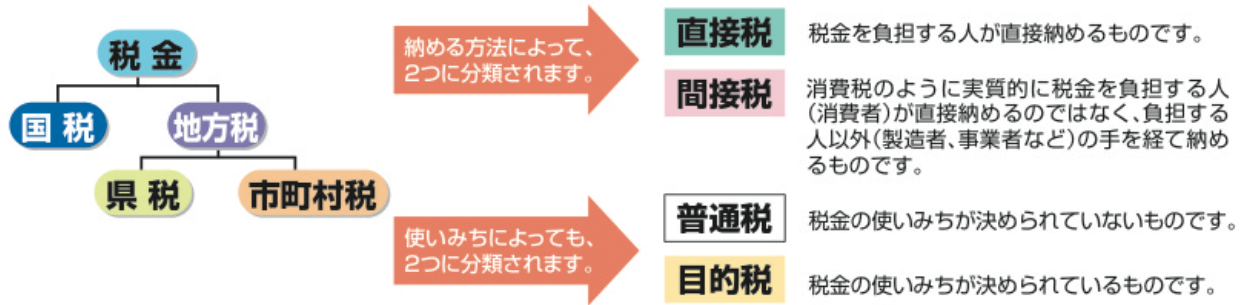 税金
国税
地方税
県税
市町村税
納める方法によって、
2つに分類されます。
直接税
税金を負担する人が直接納めるものです。
間接税
消費税のように実質的に税金を負担する人
(消費者)が直接納めるのではなく、負担する
人以外(製造者、事業者など)の手を経て納め
るものです。
使いみちによっても、
2つに分類されます。
普通税
税金の使いみちが決められていないものです。
目的税
税金の使いみちが決められているものです。